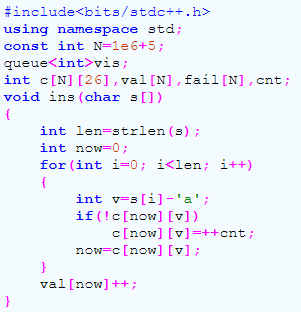 #include<bits/stdc++.h>
using namespace std;
const int N=1e6+5;
queue<int>vis;
int c[N][26],val[N],fail[N],cnt;
void ins(char s[])
{
    int len=strlen(s);
    int now=0;
    for(int i=0; i<len; i++)
    {
        int v=s[i]-'a';
        if(!c[now][v])
            c[now][v]=++cnt;
        now=c[now][v];
    }
    val[now]++;
}